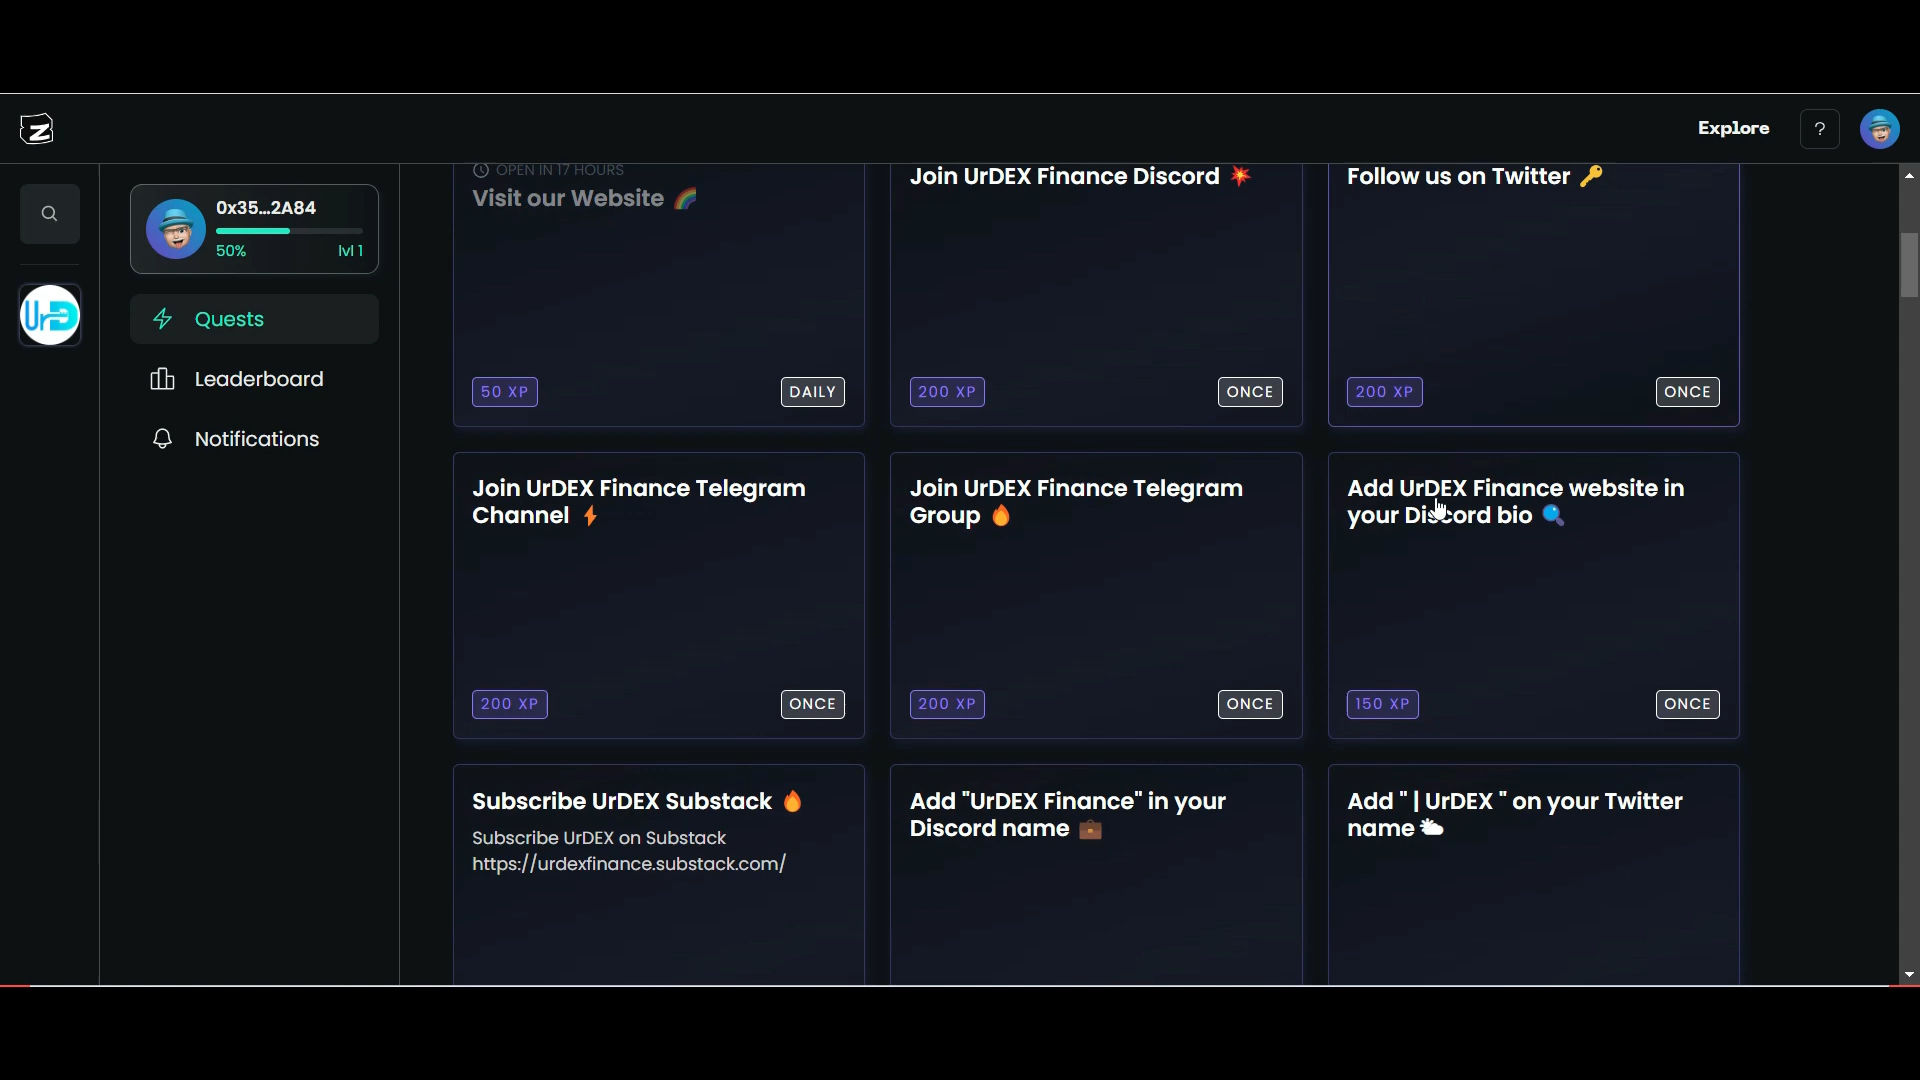 Z
Explore
?
0x35...2A84
50%
lvl 1
UrD
Quests
Leaderboard
Notifications
OPEN IN 17 HOURS
Visit our Website 🌈
50 XP
DAILY
Join UrDEX Finance Discord 💥
200 XP
ONCE
Follow us on Twitter 🔑
200 XP
ONCE
Join UrDEX Finance Telegram
Channel ⚡
200 XP
ONCE
Join UrDEX Finance Telegram
Group 🔥
200 XP
ONCE
Add UrDEX Finance website in
your Discord bio 🔍
150 XP
ONCE
Subscribe UrDEX Substack 🔥
Subscribe UrDEX on Substack
https://urdexfinance.substack.com/
Add "UrDEX Finance" in your
Discord name 💼
Add " | UrDEX " on your Twitter
name 🌥